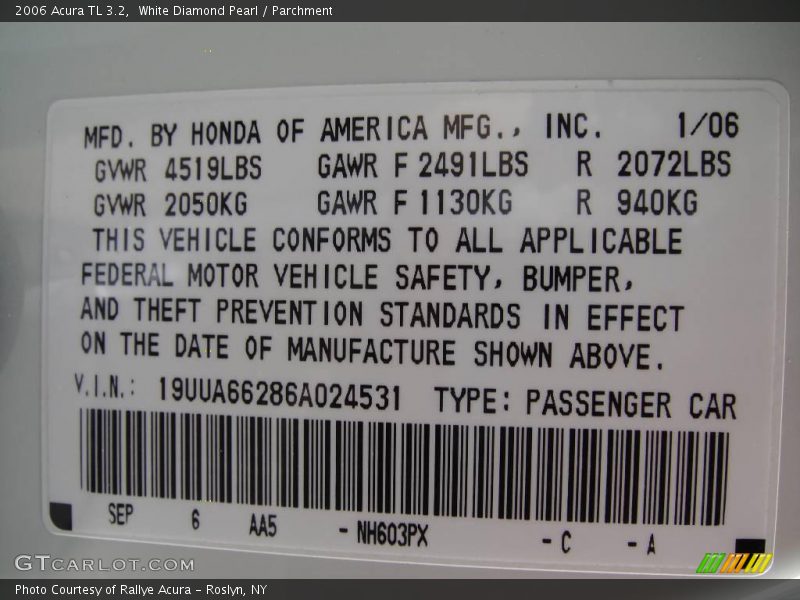 2006 Acura TL 3.2,  White Diamond Pearl / Parchment
MFD. BY HONDA OF AMERICA MFG., INC. 1/06
GVWR 4519LBS GAWR F 2491LBS R 2072LBS
GVWR 2050KG GAWR F 1130KG R 940KG
THIS VEHICLE CONFORMS TO ALL APPLICABLE
FEDERAL MOTOR VEHICLE SAFETY, BUMPER,
AND THEFT PREVENTION STANDARDS IN EFFECT
ON THE DATE OF MANUFACTURE SHOWN ABOVE.
V.I.N.: 19UUA66286A024531 TYPE: PASSENGER CAR
SEP 6 AA5 - NH603PX - C - A
GTCARLOT.COM
Photo Courtesy of Rallye Acura – Roslyn, NY